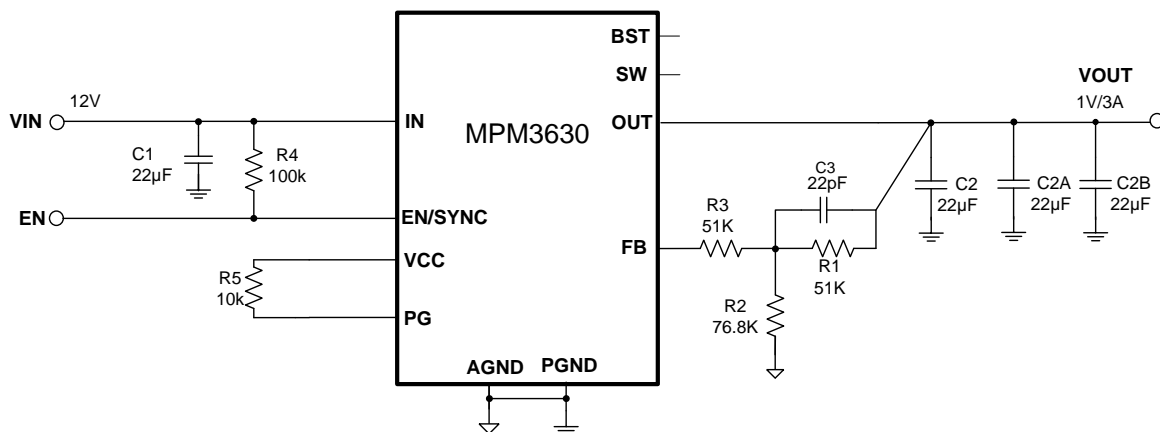 BST
SW
VOUT
12V
1V/3A
VIN
IN
MPM3630
OUT
C1
22µF
R4
100k
C3
22pF
C2
22µF
C2A
22µF
C2B
22µF
R3
51K
EN
EN/SYNC
FB
R1
51K
VCC
R5
10k
R2
76.8K
PG
AGND
PGND